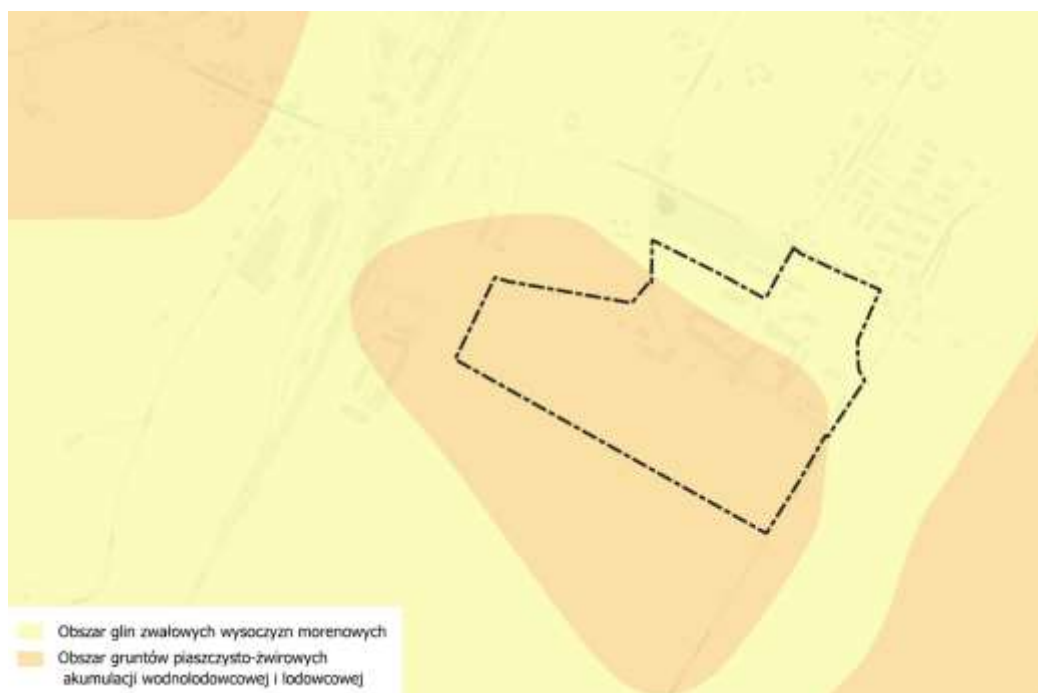 Obszar glin zwałowych wysoczyzn morenowych
Obszar gruntów piaszczysto-żwirowych
akumulacji wodnolodowcowej i lodowcowej